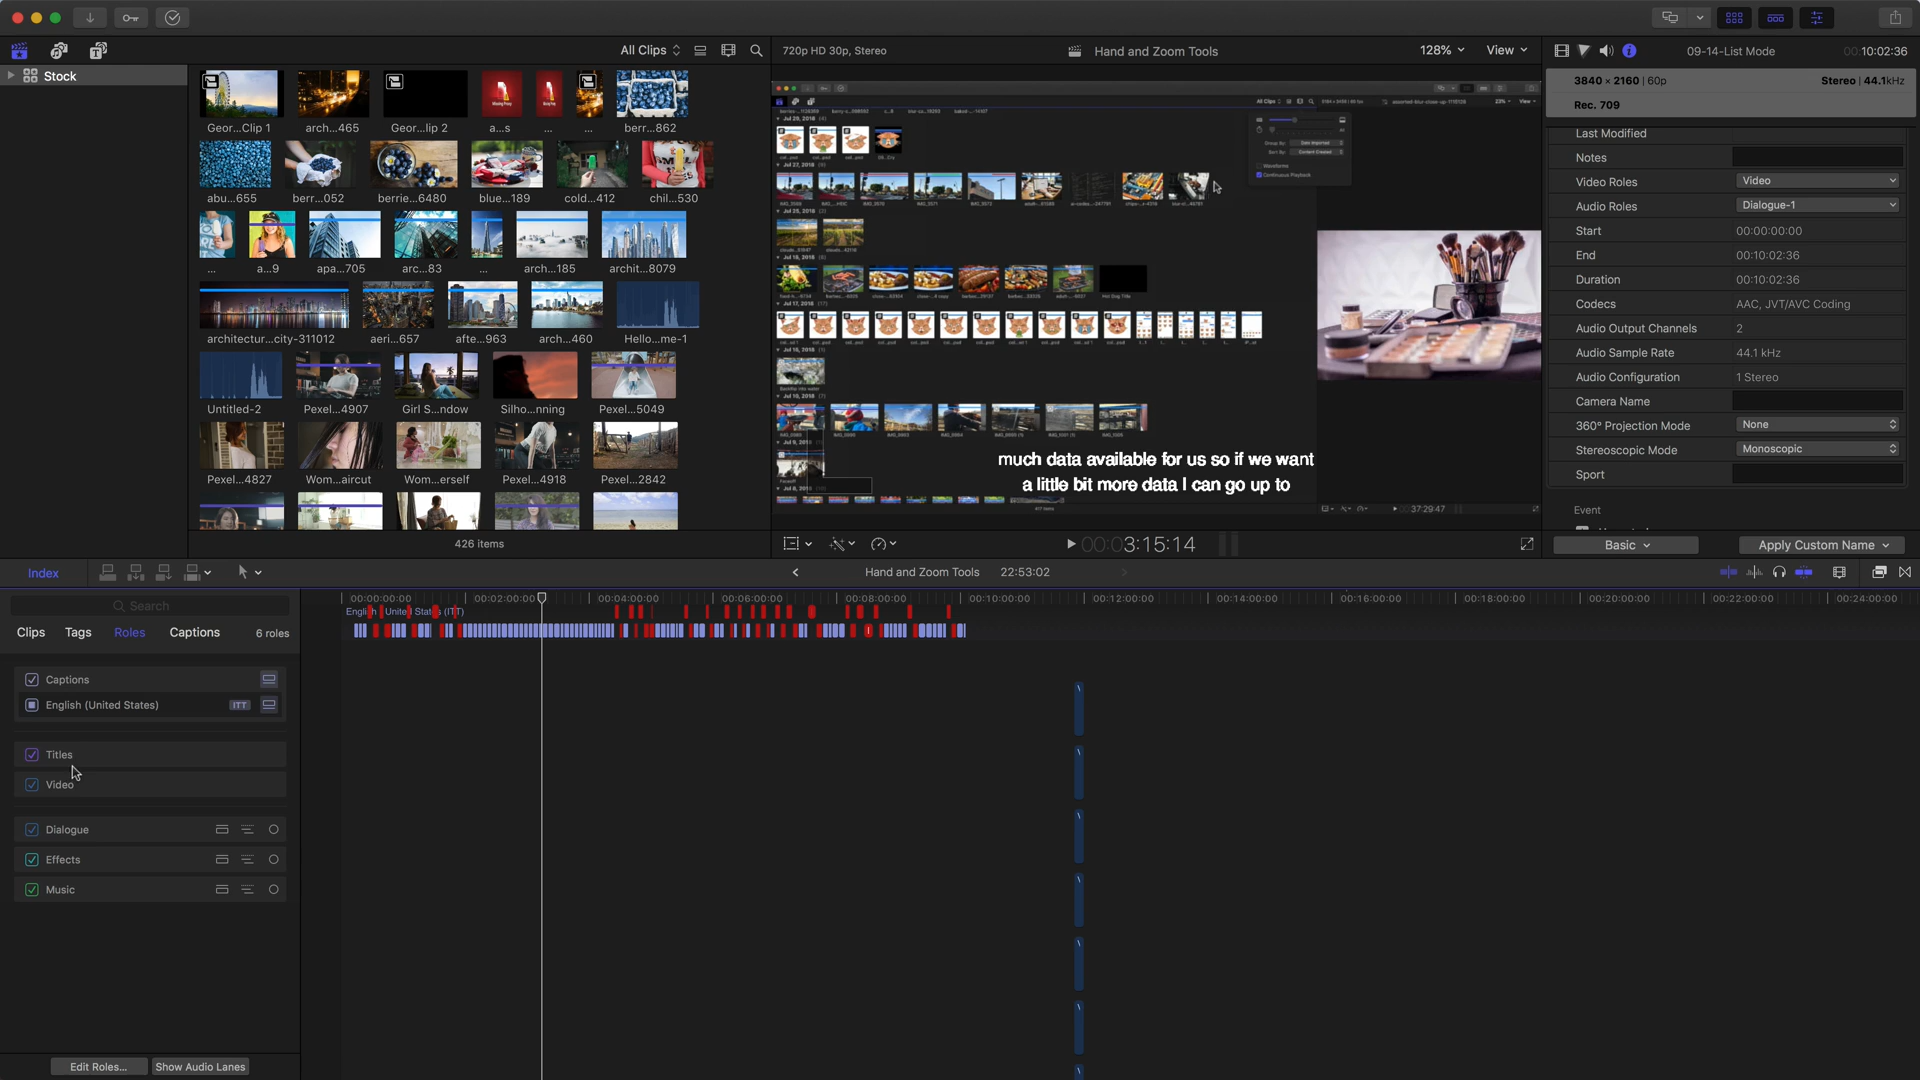 All Clips
720p HD 30p, Stereo
Hand and Zoom Tools
128%
View
09-14-List Mode
00:10:02:36
Stock
3840 × 2160 | 60p
Stereo | 44.1kHz
Rec. 709
Geor...Clip 1
arch...465
Geor...lip 2
a...s
...
...
berr...862
abu...655
berr...052
berrie...6480
blue...189
cold...412
chil...530
...
a...9
apa...705
arc...83
...
arch...185
archit...8079
architectur...city-311012
aeri...657
afte...963
arch...460
Hello...me-1
Untitled-2
Pexel...4907
Girl S...ndow
Silho...nning
Pexel...5049
Pexel...4827
Wom...aircut
Wom...erself
Pexel...4918
Pexel...2842
426 items
much data available for us so if we want
a little bit more data I can go up to
37:29:47
00:03:15:14
Last Modified
Notes
Video Roles
Video
Audio Roles
Dialogue-1
Start
00:00:00:00
End
00:10:02:36
Duration
00:10:02:36
Codecs
AAC, JVT/AVC Coding
Audio Output Channels
2
Audio Sample Rate
44.1 kHz
Audio Configuration
1 Stereo
Camera Name
360° Projection Mode
None
Stereoscopic Mode
Monoscopic
Sport
Event
Basic
Apply Custom Name
Index
Hand and Zoom Tools
22:53:02
Search
Clips
Tags
Roles
Captions
6 roles
00:00:00:00
00:02:00:00
00:04:00:00
00:06:00:00
00:08:00:00
00:10:00:00
00:12:00:00
00:14:00:00
00:16:00:00
00:18:00:00
00:20:00:00
00:22:00:00
00:24:00:00
English (United States) (ITT)
Captions
English (United States)
ITT
Titles
Video
Dialogue
Effects
Music
Edit Roles...
Show Audio Lanes